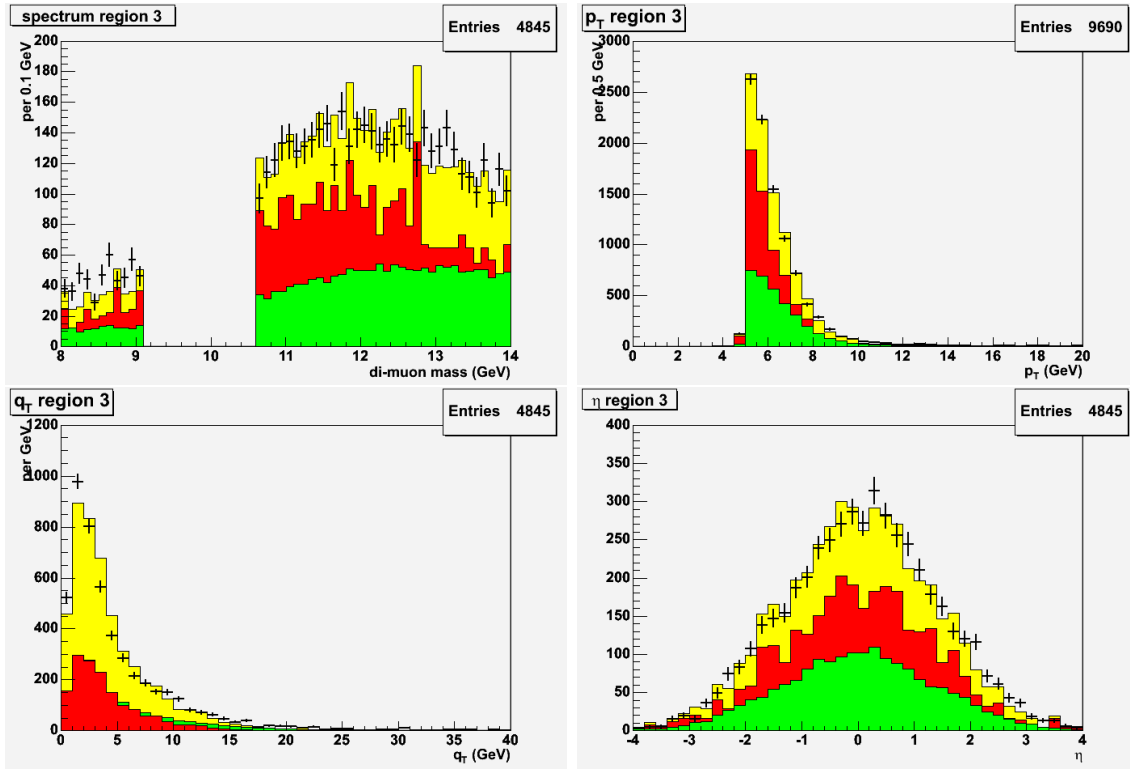 spectrum region 3
Entries 4845
per 0.1 GeV
200
180
160
140
120
100
80
60
40
20
0
8 9 10 11 12 13 14
di-muon mass (GeV)
pT region 3
Entries 9690
per 0.5 GeV
3000
2500
2000
1500
1000
500
0
0 2 4 6 8 10 12 14 16 18 20
pT (GeV)
qT region 3
Entries 4845
per GeV
1200
1000
800
600
400
200
0
0 5 10 15 20 25 30 35 40
qT (GeV)
η region 3
Entries 4845
400
350
300
250
200
150
100
50
0
-4 -3 -2 -1 0 1 2 3 4
η